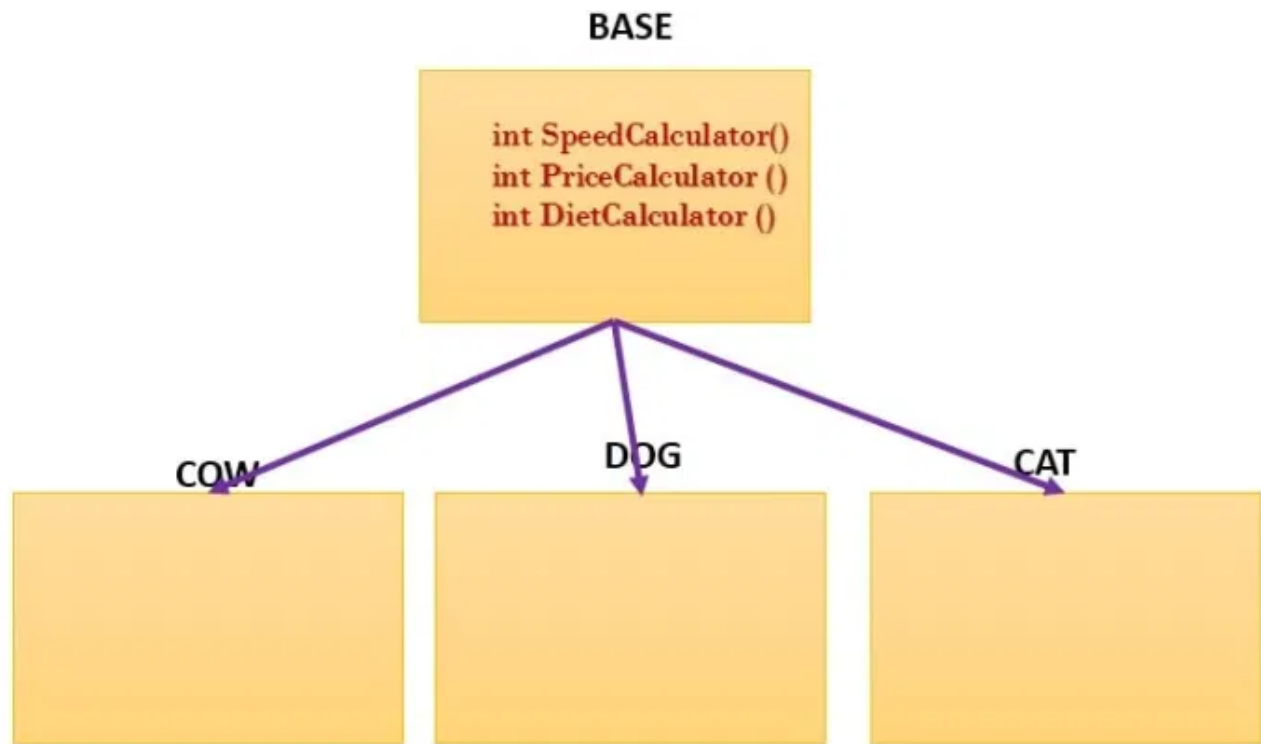 BASE
int SpeedCalculator()
int PriceCalculator ()
int DietCalculator ()
COW
DOG
CAT